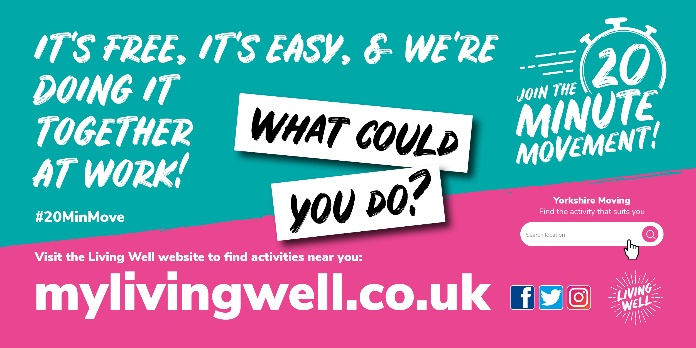 IT'S FREE, IT'S EASY, & WE'RE
DOING IT
TOGETHER
AT WORK!
WHAT COULD
YOU DO?
JOIN THE 20
MINUTE
MOVEMENT!
#20MinMove
Yorkshire Moving
Find the activity that suits you
Search location
Visit the Living Well website to find activities near you:
mylivingwell.co.uk
LIVING
WELL